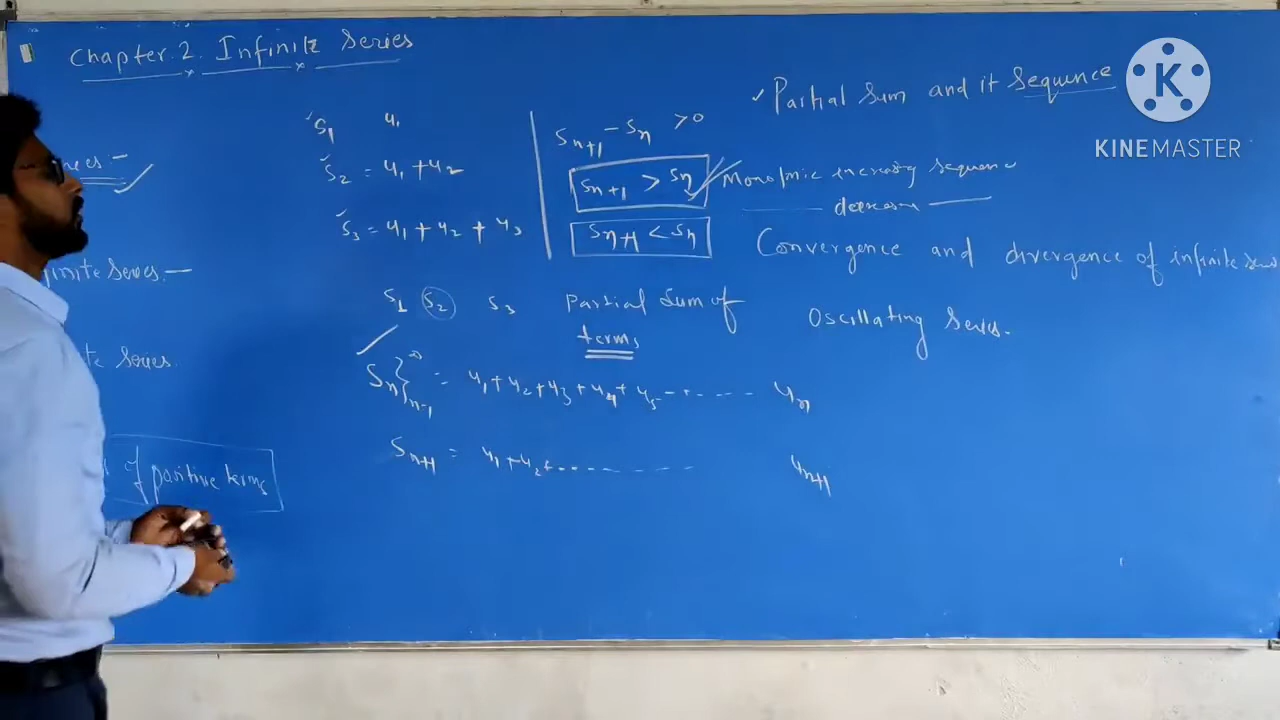 Chapter. 2. Infinite Series
Partial Sum and it Sequence
KINEMASTER
S₁ u₁
S₂ = u₁ + u₂
S₃ = u₁ + u₂ + u₃
Sₙ₊₁ - Sₙ > 0
Sₙ₊₁ > Sₙ
Sₙ₊₁ < Sₙ
increasing sequence
Convergence and divergence of infinite
Oscillating Series.
S₁ S₂ S₃ Partial Sum of
terms
Sₙ}ₙ₌₁ = u₁ + u₂ + u₃ + u₄ + u₅ - + - - - - uₙ
Sₙ₊₁ = u₁ + u₂ + - - - - - - - uₙ₊₁
of positive terms